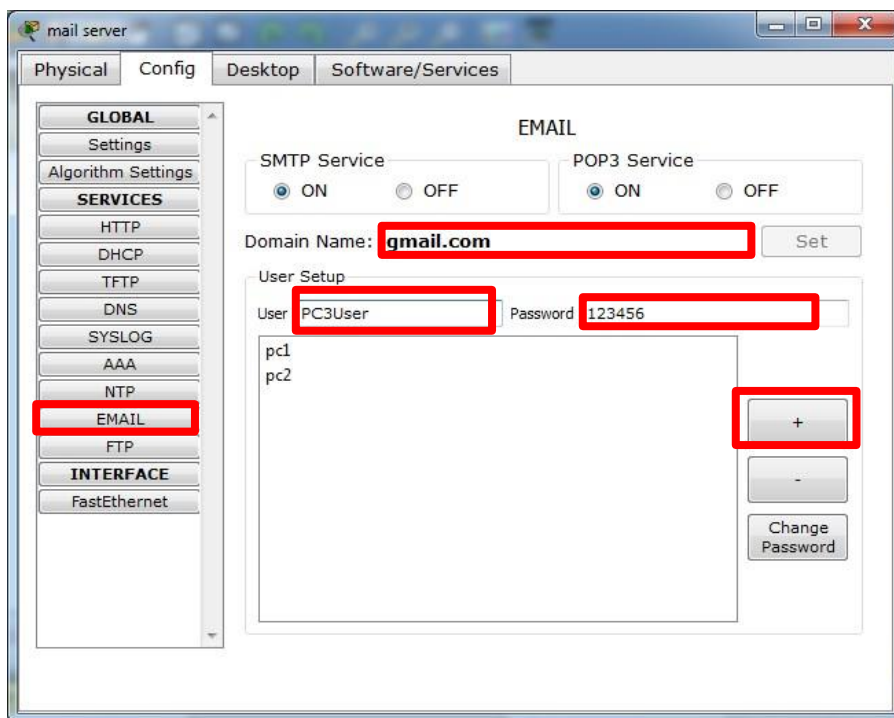 mail server
Physical Config Desktop Software/Services
GLOBAL
Settings
Algorithm Settings
SERVICES
HTTP
DHCP
TFTP
DNS
SYSLOG
AAA
NTP
EMAIL
FTP
INTERFACE
FastEthernet
EMAIL
SMTP Service POP3 Service
ON OFF ON OFF
Domain Name: gmail.com Set
User Setup
User PC3User Password 123456
pc1
pc2
+
-
Change
Password